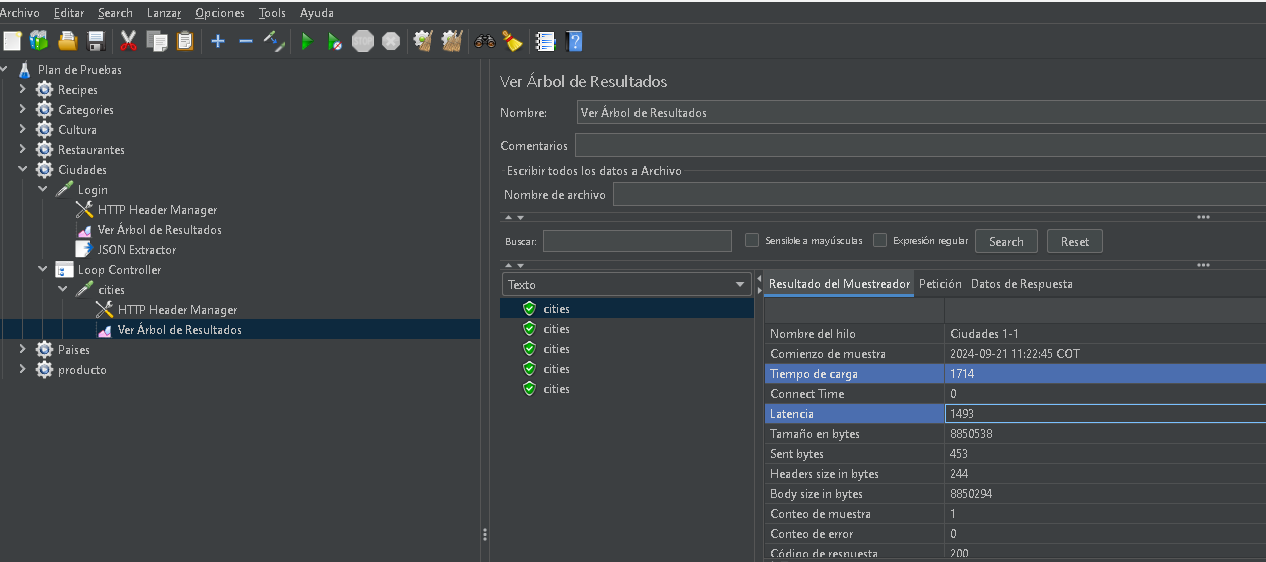 Archivo Editar Search Lanzar Opciones Tools Ayuda
STOP
Plan de Pruebas
Recipes
Categories
Cultura
Restaurantes
Ciudades
Login
HTTP Header Manager
Ver Árbol de Resultados
JSON Extractor
Loop Controller
cities
HTTP Header Manager
Ver Árbol de Resultados
Paises
producto
Ver Árbol de Resultados
Nombre: Ver Árbol de Resultados
Comentarios
Escribir todos los datos a Archivo
Nombre de archivo
Buscar: Sensible a mayúsculas Expresión regular Search Reset
Texto
cities
cities
cities
cities
cities
Resultado del Muestreador Petición Datos de Respuesta
Nombre del hilo Ciudades 1-1
Comienzo de muestra 2024-09-21 11:22:45 COT
Tiempo de carga 1714
Connect Time 0
Latencia 1493
Tamaño en bytes 8850538
Sent bytes 453
Headers size in bytes 244
Body size in bytes 8850294
Conteo de muestra 1
Conteo de error 0
Código de respuesta 200